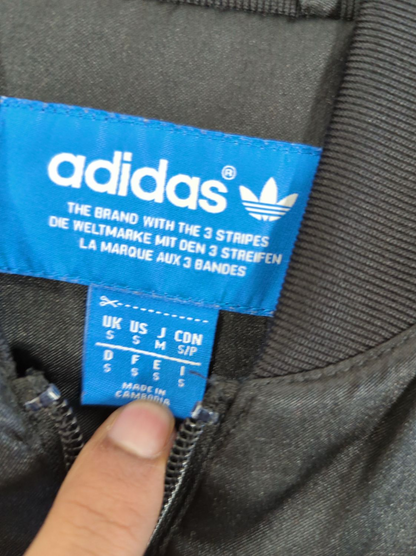 adidas®
THE BRAND WITH THE 3 STRIPES
DIE WELTMARKE MIT DEN 3 STREIFEN
LA MARQUE AUX 3 BANDES
UK US J CDN
S S M S/P
D F E I
S S S S
MADE IN
CAMBODIA